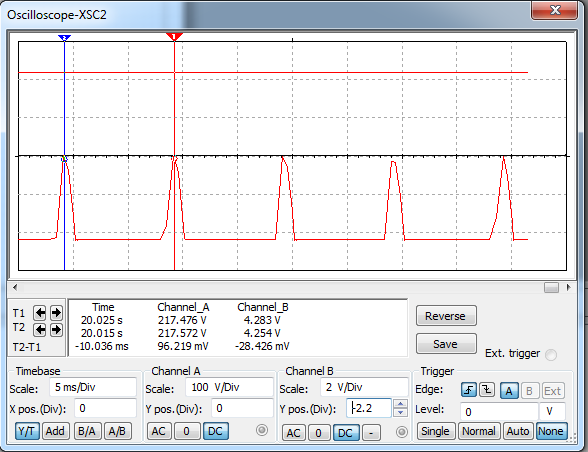 Oscilloscope-XSC2
2 1
T1 Time Channel_A Channel_B Reverse
T2 20.025 s 217.476 V 4.283 V
20.015 s 217.572 V 4.254 V
T2-T1 -10.036 ms 96.219 mV -28.426 mV Save Ext. trigger
Timebase Channel A Channel B Trigger
Scale: 5 ms/Div Scale: 100 V/Div Scale: 2 V/Div Edge: A B Ext
X pos.(Div): 0 Y pos.(Div): 0 Y pos.(Div): -2.2 Level: 0 V
Y/T Add B/A A/B AC 0 DC AC 0 DC - Single Normal Auto None